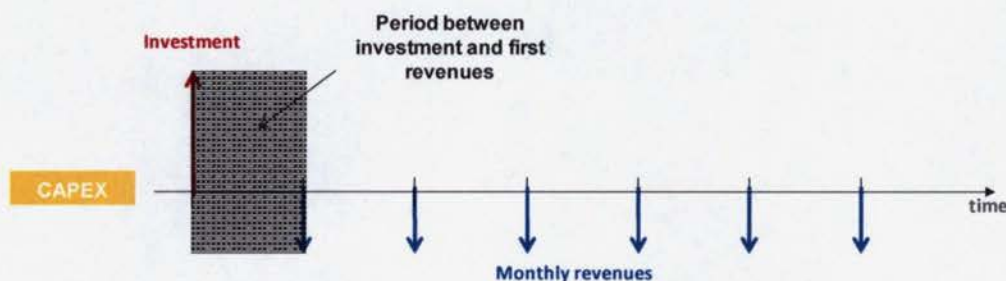 Period between
investment and first
revenues
Investment
CAPEX
time
Monthly revenues